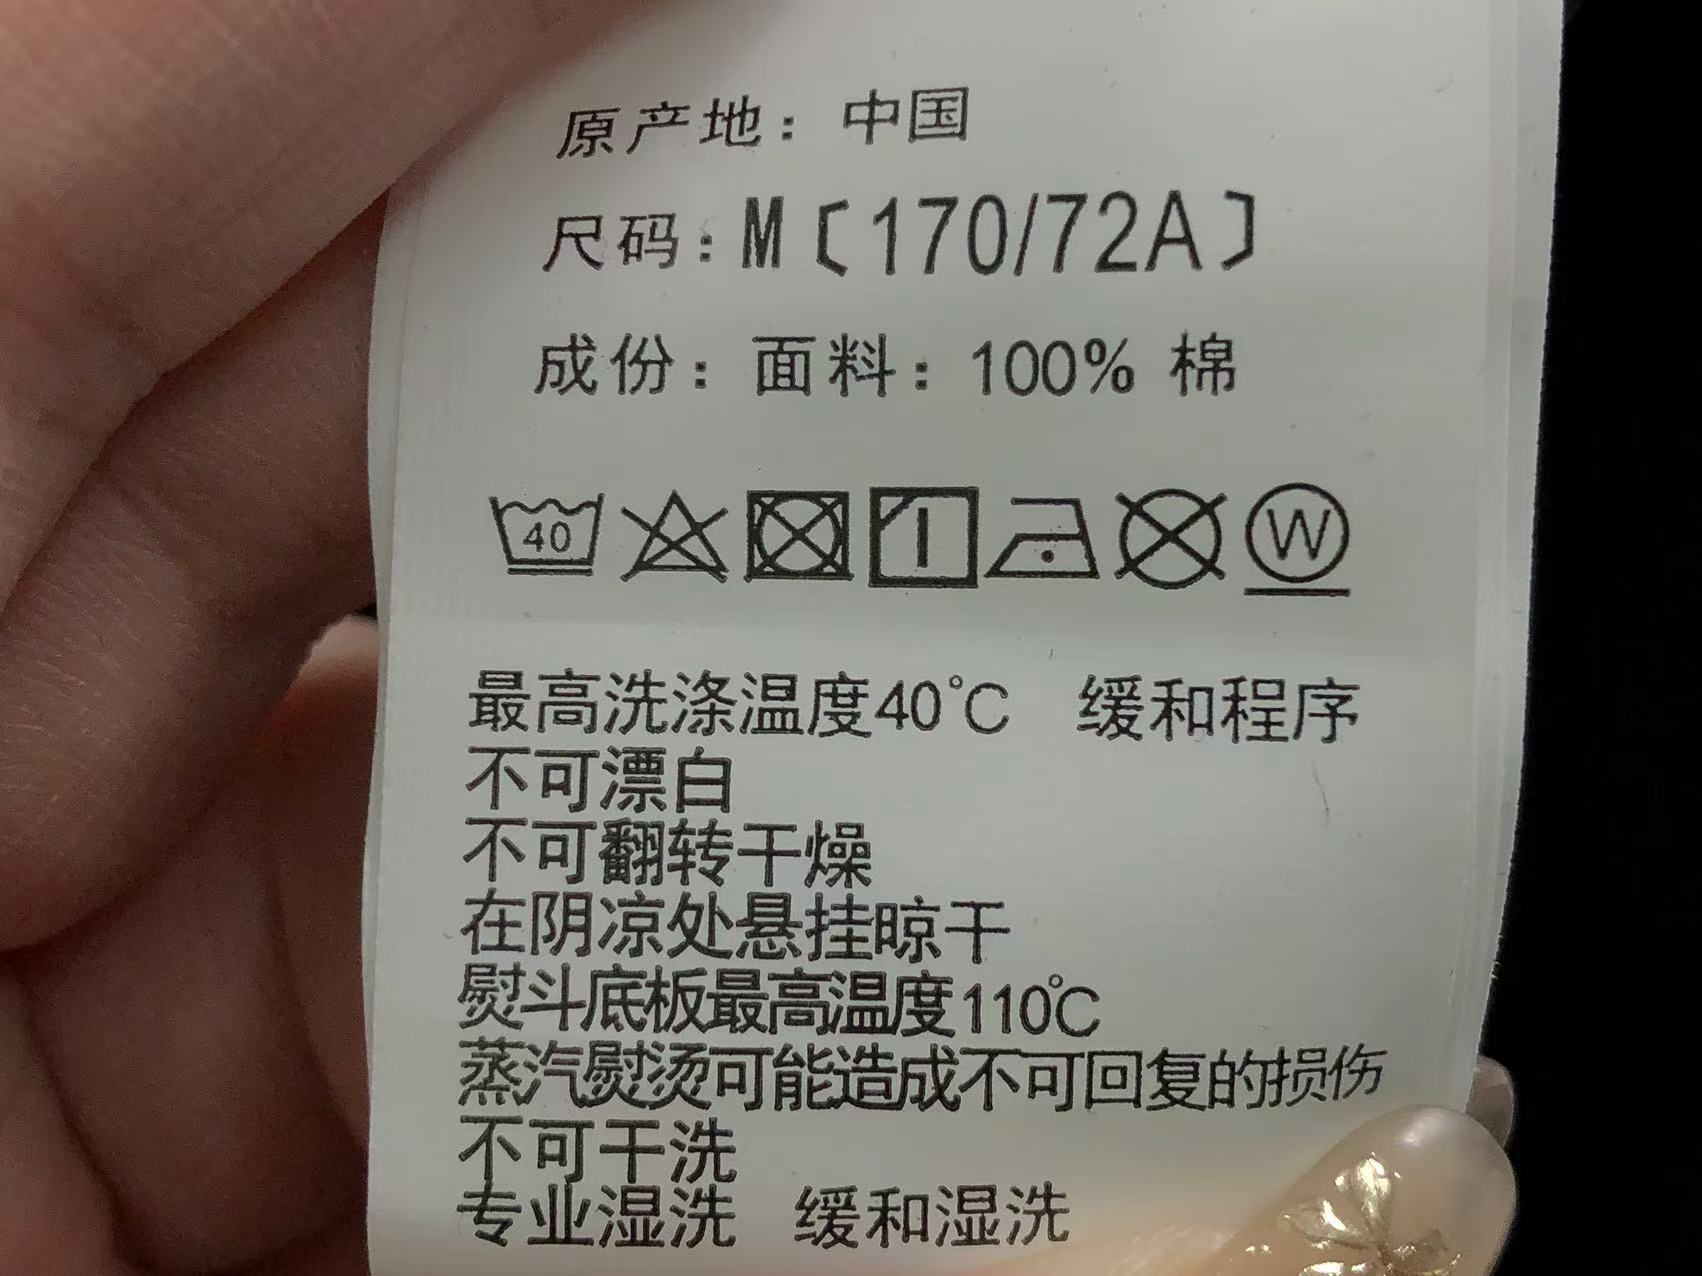 原产地：中国
尺码：M〔170/72A〕
成份：面料：100% 棉
40 W
最高洗涤温度40℃ 缓和程序
不可漂白
不可翻转干燥
在阴凉处悬挂晾干
熨斗底板最高温度110℃
蒸汽熨烫可能造成不可回复的损伤
不可干洗
专业湿洗 缓和湿洗